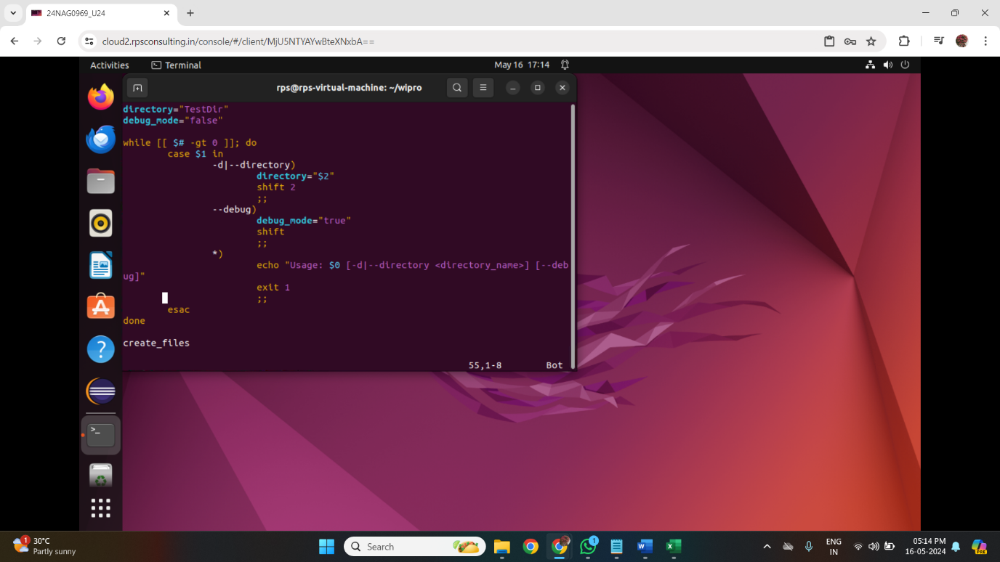 24NAG0969_U24
cloud2.rpsconsulting.in/console/#/client/MjU5NTYAYwBteXNxbA==
Activities
Terminal
May 16 17:14
rps@rps-virtual-machine: ~/wipro
directory="TestDir"
debug_mode="false"
while [[ $# -gt 0 ]]; do
case $1 in
-d|--directory)
directory="$2"
shift 2
;;
--debug)
debug_mode="true"
shift
;;
*)
echo "Usage: $0 [-d|--directory <directory_name>] [--deb
ug]"
exit 1
;;
esac
done
create_files
55,1-8 Bot
1
30°C
Partly sunny
Search
1
ENG
IN
05:14 PM
16-05-2024
PRE